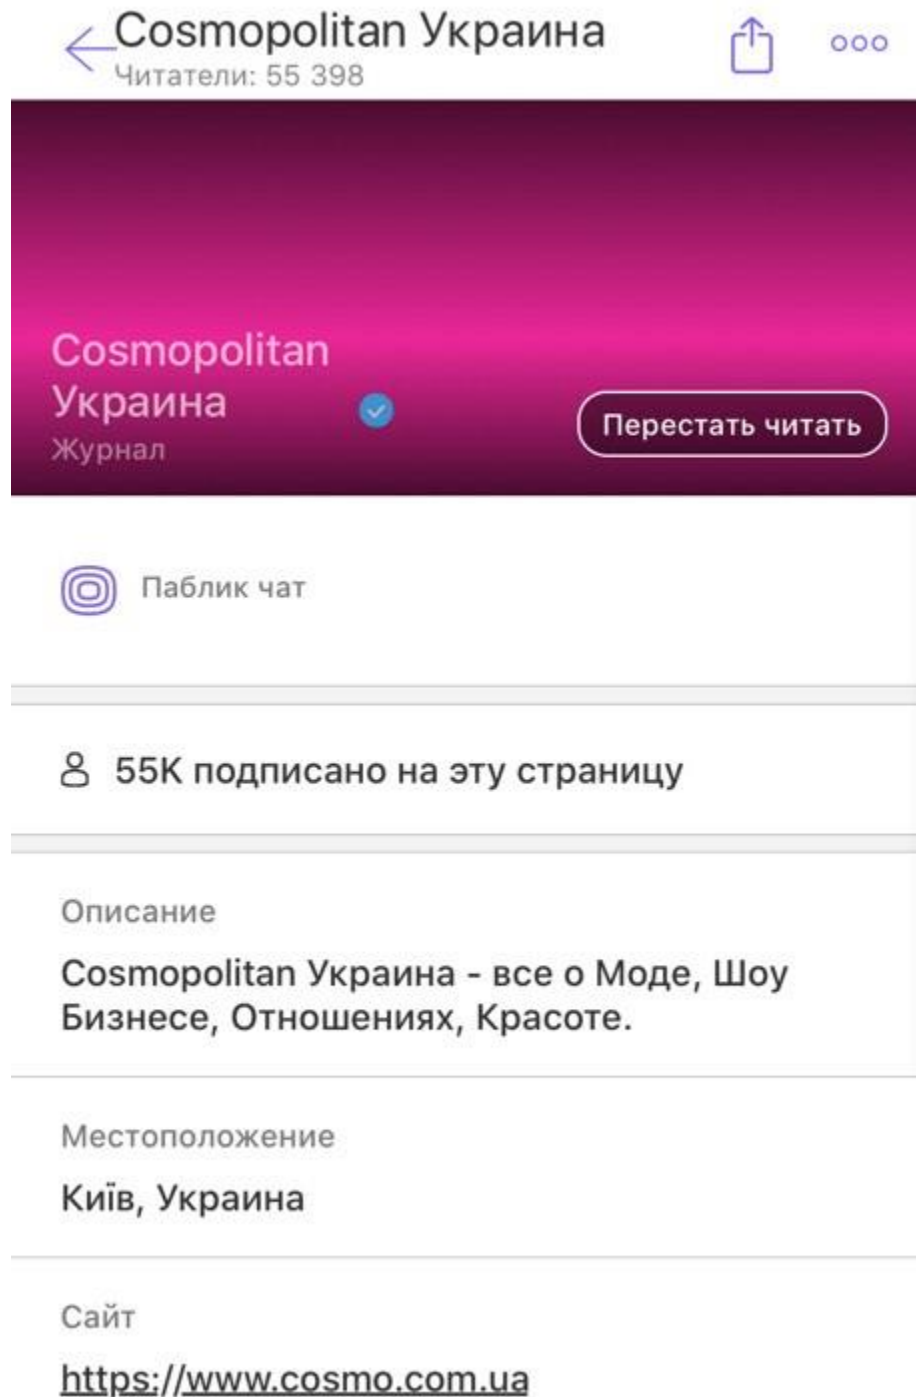 Cosmopolitan Украина
Читатели: 55 398
Cosmopolitan
Украина
Журнал
Перестать читать
Паблик чат
55K подписано на эту страницу
Описание
Cosmopolitan Украина - все о Моде, Шоу
Бизнесе, Отношениях, Красоте.
Местоположение
Київ, Украина
Сайт
https://www.cosmo.com.ua